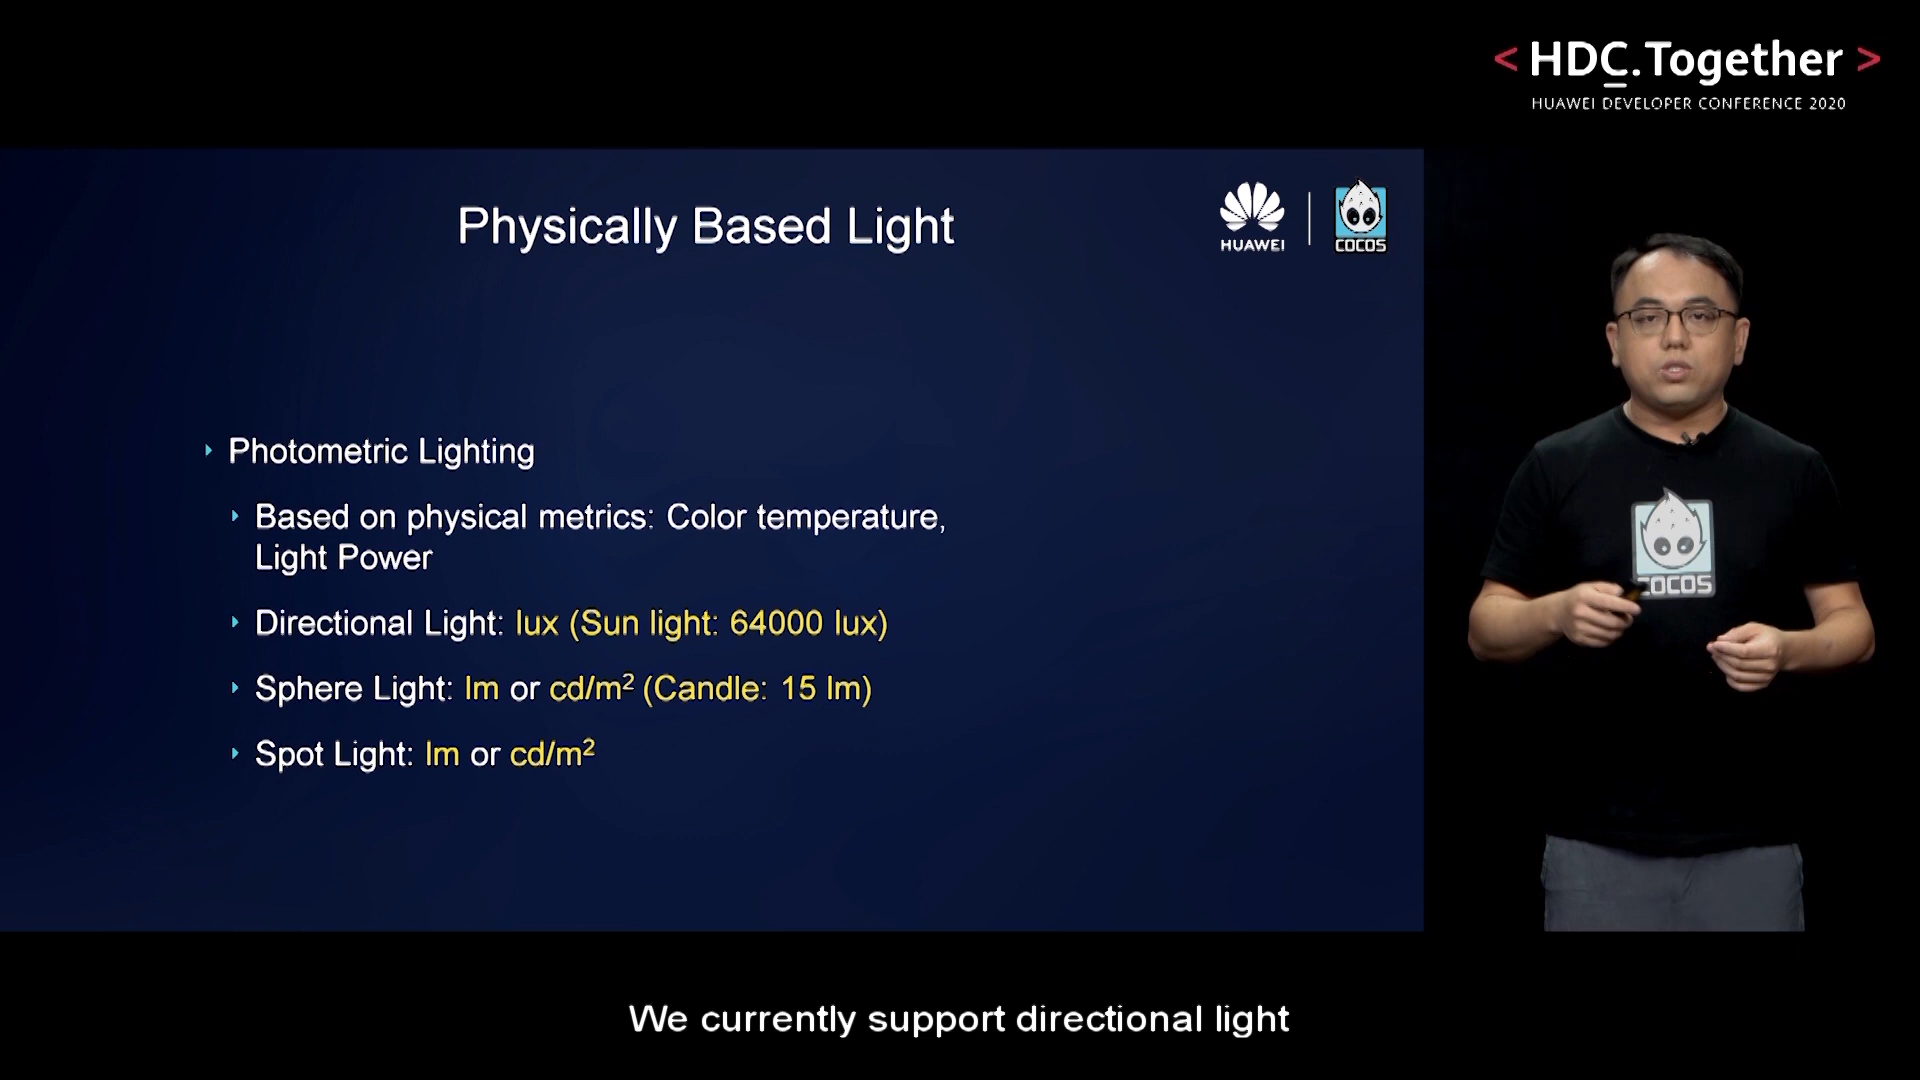 < HDC.Together >
HUAWEI DEVELOPER CONFERENCE 2020
Physically Based Light
HUAWEI
COCOS
Photometric Lighting
Based on physical metrics: Color temperature,
Light Power
Directional Light: lux (Sun light: 64000 lux)
Sphere Light: lm or cd/m² (Candle: 15 lm)
Spot Light: lm or cd/m²
COCOS
We currently support directional light